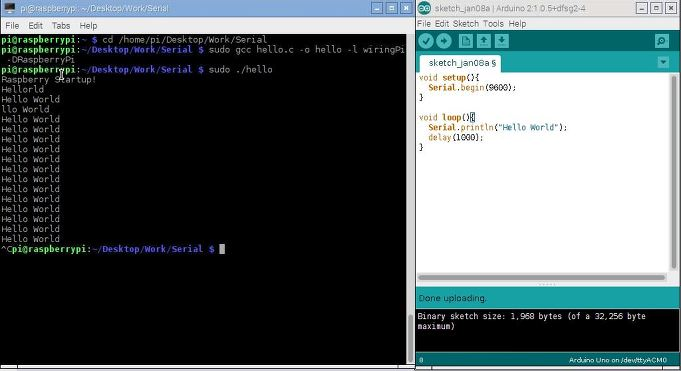 pi@raspberrypi: ~/Desktop/Work/Serial
File Edit Tabs Help
pi@raspberrypi:~ $ cd /home/pi/Desktop/Work/Serial
pi@raspberrypi:~/Desktop/Work/Serial $ sudo gcc hello.c -o hello -l wiringPi
-DRaspberryPi
pi@raspberrypi:~/Desktop/Work/Serial $ sudo ./hello
Raspberry Startup!
Hellorld
Hello World
llo World
Hello World
Hello World
Hello World
Hello World
Hello World
Hello World
Hello World
Hello World
Hello World
Hello World
Hello World
Hello World
Hello World
^Cpi@raspberrypi:~/Desktop/Work/Serial $
sketch_jan08a | Arduino 2:1.0.5+dfsg2-4
File Edit Sketch Tools Help
sketch_jan08a §
void setup(){
Serial.begin(9600);
}
void loop(){
Serial.println("Hello World");
delay(1000);
}
Done uploading.
Binary sketch size: 1,968 bytes (of a 32,256 byte
maximum)
8
Arduino Uno on /dev/ttyACM0